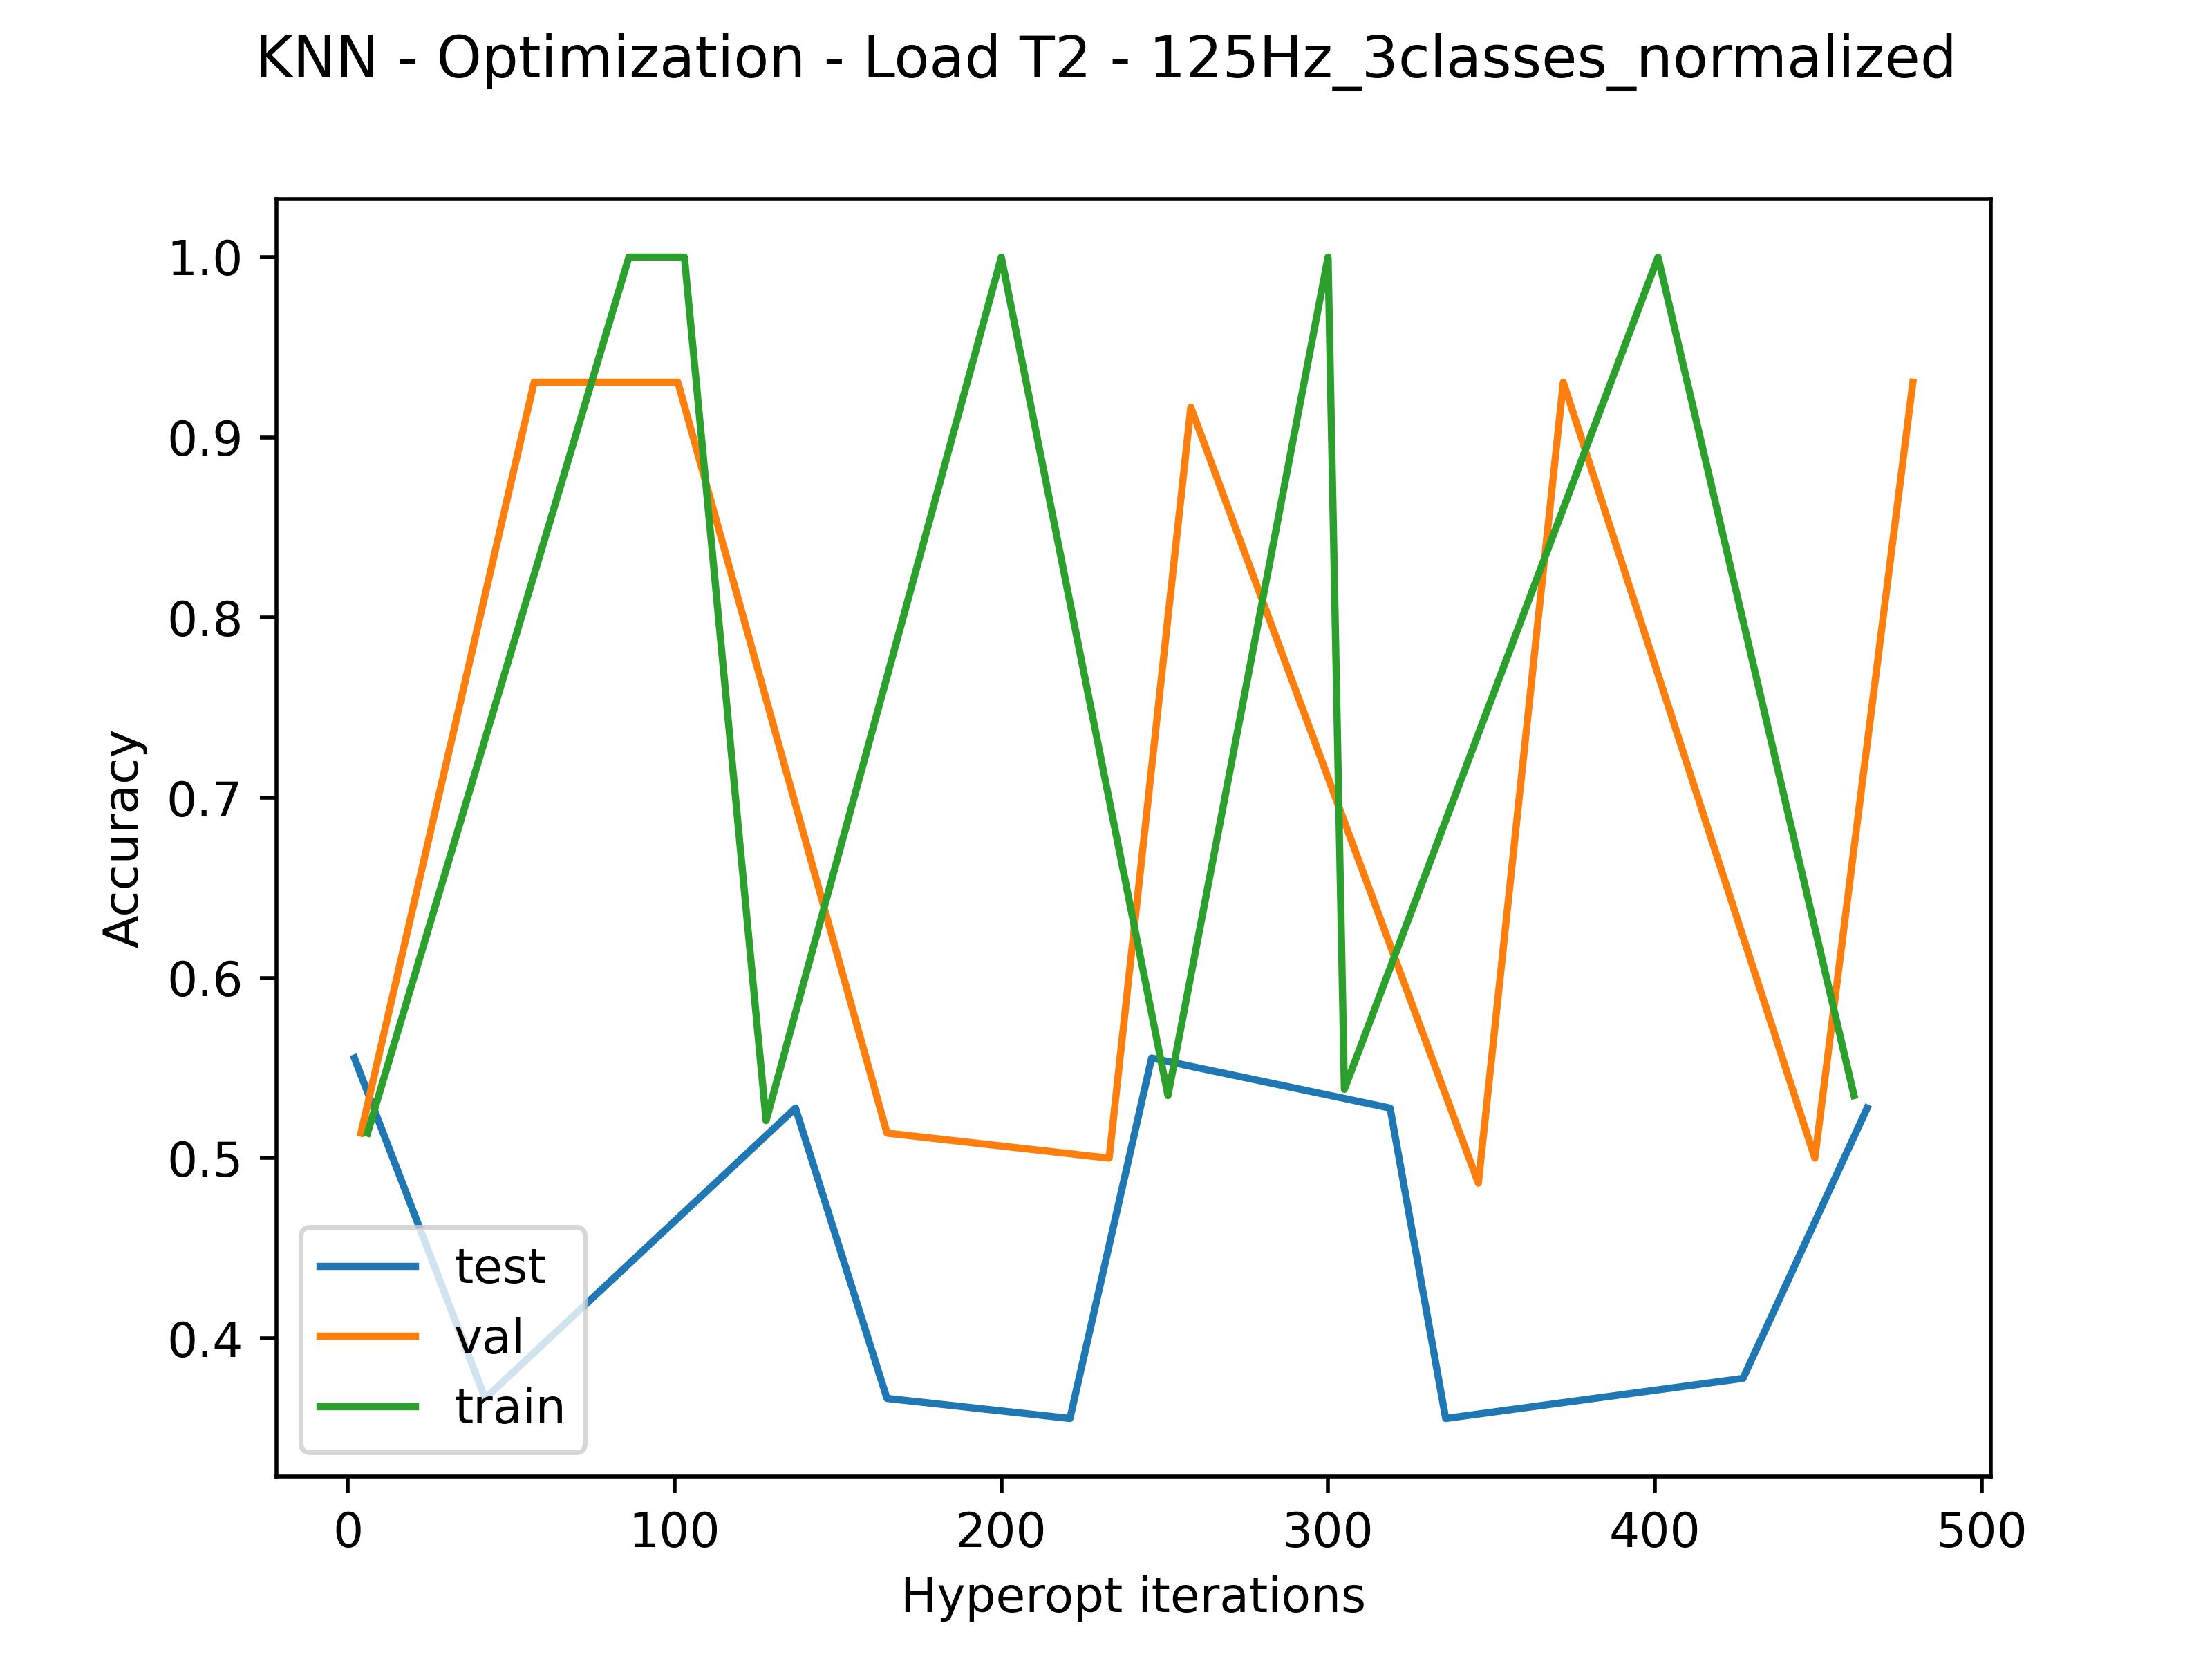 KNN - Optimization - Load T2 - 125Hz_3classes_normalized
1.0
0.9
0.8
0.7
0.6
0.5
0.4
Accuracy
test
val
train
0 100 200 300 400 500
Hyperopt iterations